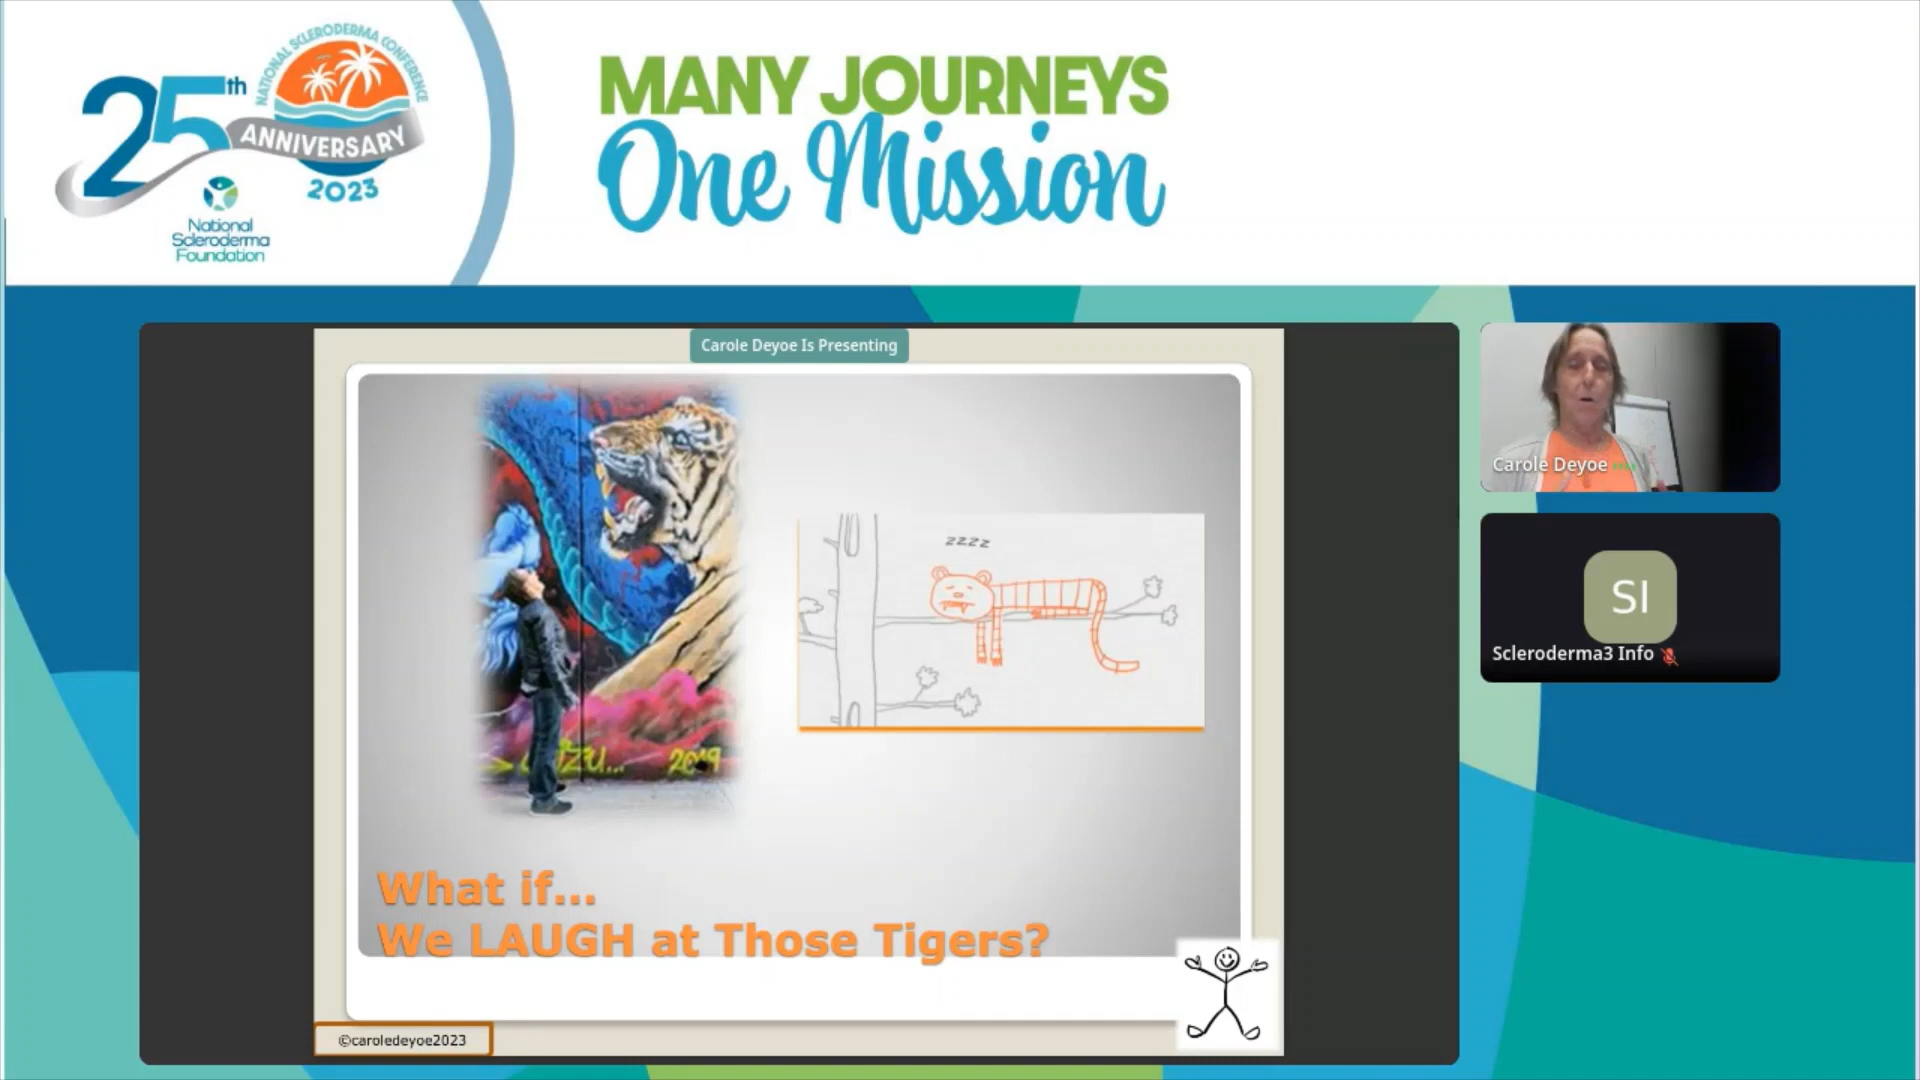 25th
NATIONAL SCLERODERMA CONFERENCE
ANNIVERSARY
2023
National
Scleroderma
Foundation
MANY JOURNEYS
One Mission
Carole Deyoe Is Presenting
zzzz
2019
What if...
We LAUGH at Those Tigers?
©caroledeyoe2023
Carole Deyoe
SI
Scleroderma3 Info